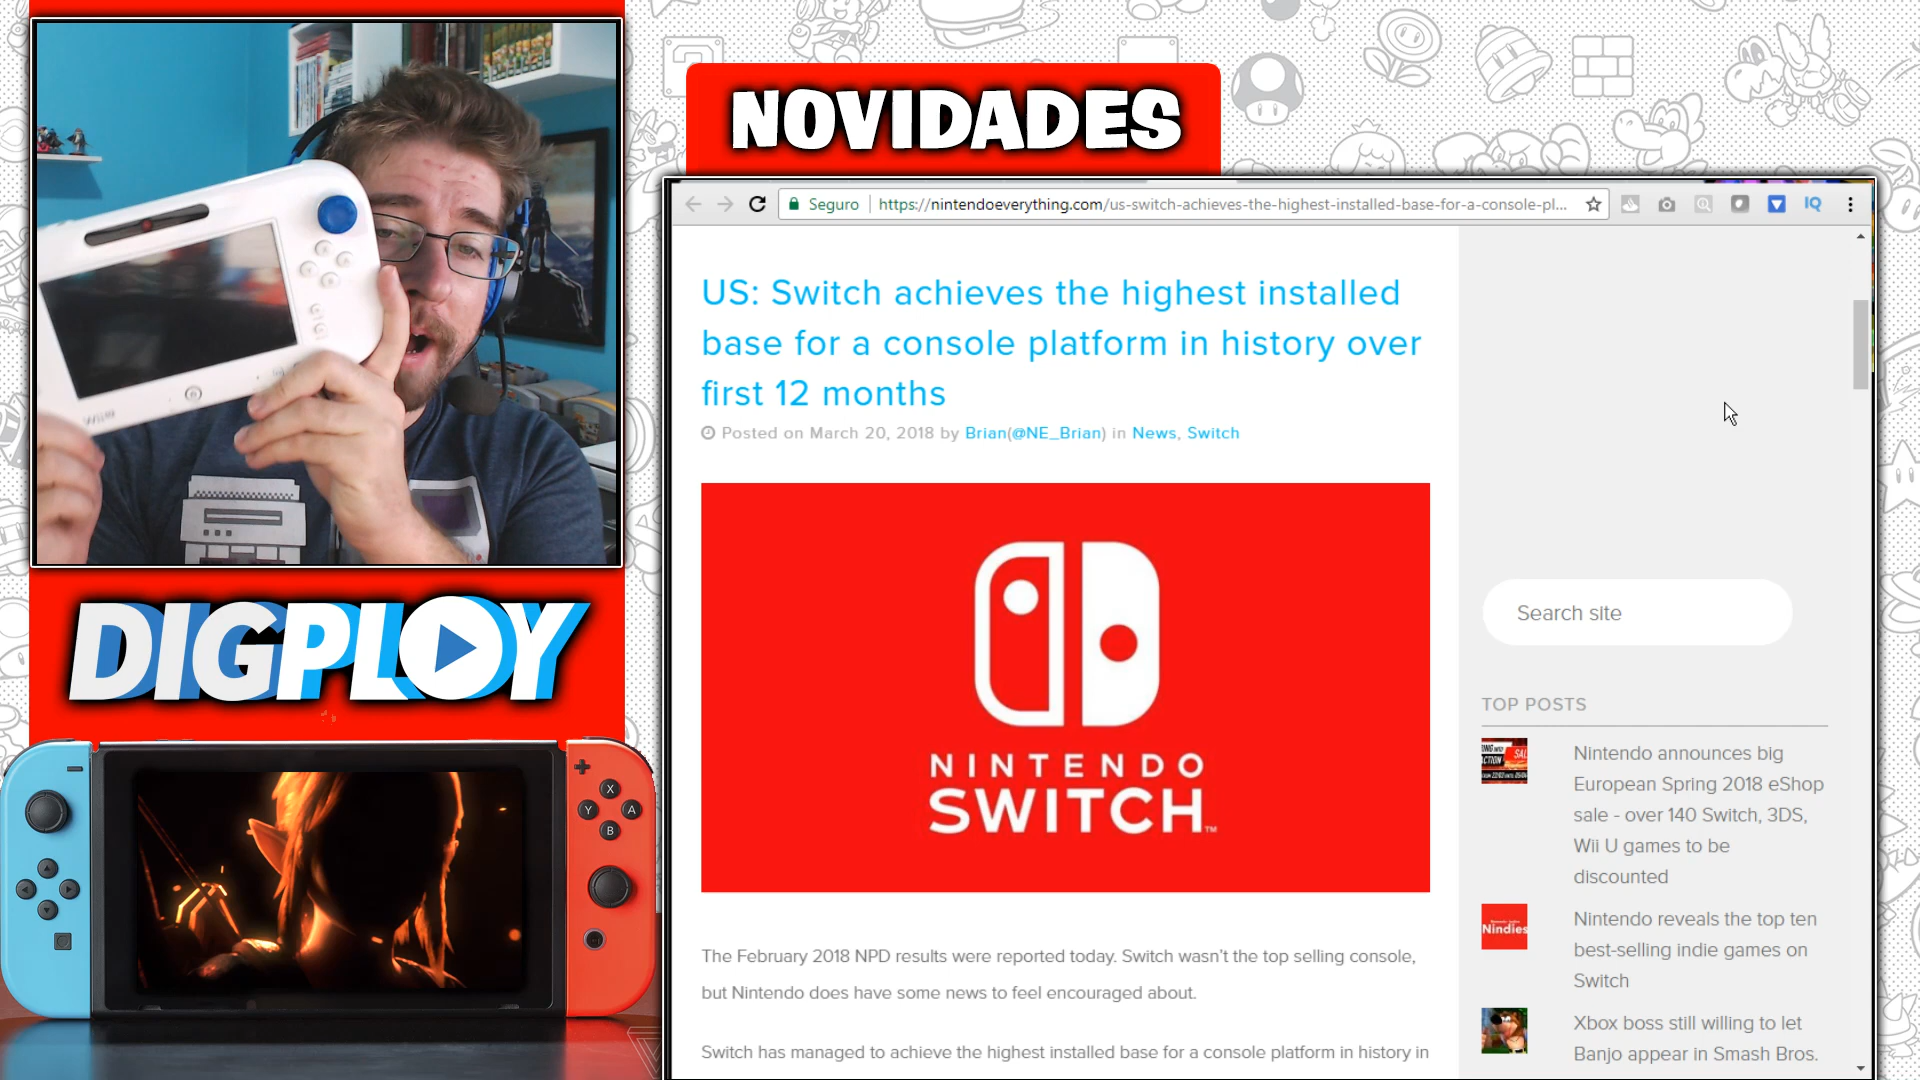 NOVIDADES
Seguro
https://nintendoeverything.com/us-switch-achieves-the-highest-installed-base-for-a-console-pl...
IQ
US: Switch achieves the highest installed
base for a console platform in history over
first 12 months
Posted on March 20, 2018 by Brian(@NE_Brian) in News, Switch
NINTENDO
SWITCH
TM
The February 2018 NPD results were reported today. Switch wasn't the top selling console,
but Nintendo does have some news to feel encouraged about.
Switch has managed to achieve the highest installed base for a console platform in history in
Search site
TOP POSTS
Nintendo announces big
European Spring 2018 eShop
sale - over 140 Switch, 3DS,
Wii U games to be
discounted
Nindies
Nintendo reveals the top ten
best-selling indie games on
Switch
Xbox boss still willing to let
Banjo appear in Smash Bros.
DIGPLAY
X
Y
A
B